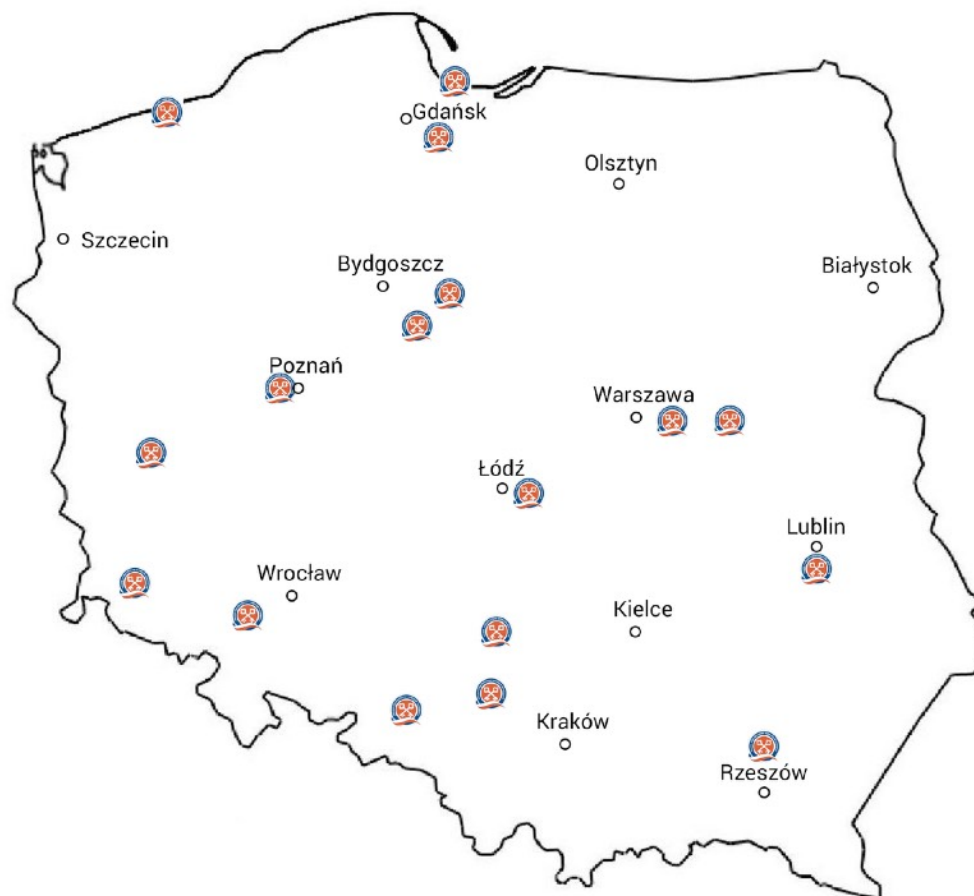 Gdańsk
Olsztyn
Szczecin
Bydgoszcz
Białystok
Poznań
Warszawa
Łódź
Lublin
Wrocław
Kielce
Kraków
Rzeszów